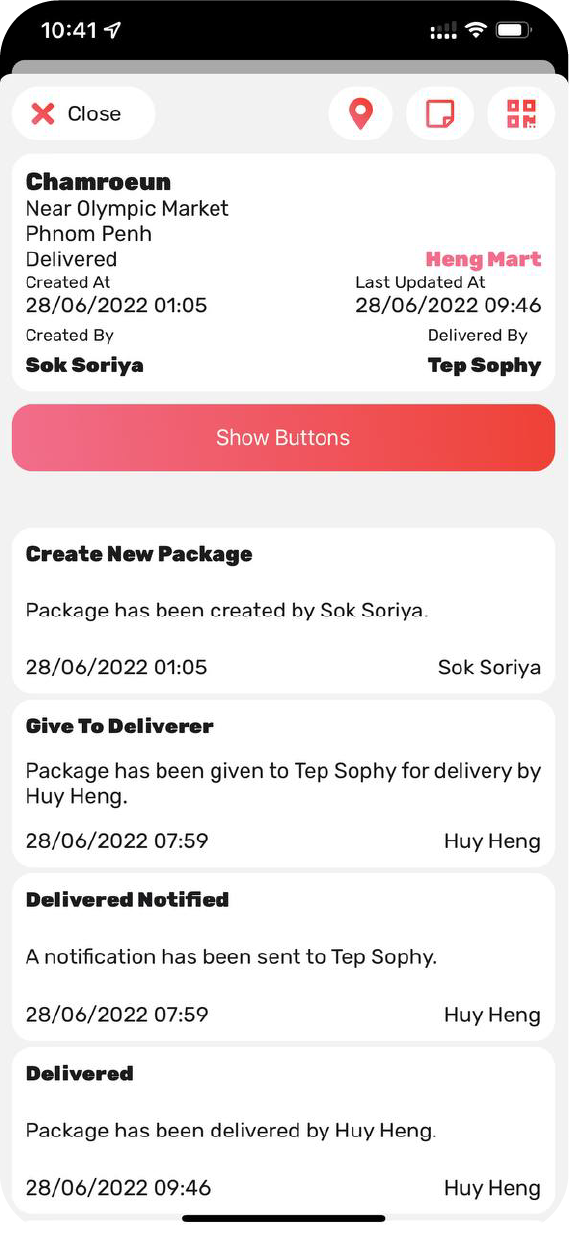 10:41
Close
Chamroeun
Near Olympic Market
Phnom Penh
Delivered
Heng Mart
Created At
Last Updated At
28/06/2022 01:05
28/06/2022 09:46
Created By
Delivered By
Sok Soriya
Tep Sophy
Show Buttons
Create New Package
Package has been created by Sok Soriya.
28/06/2022 01:05
Sok Soriya
Give To Deliverer
Package has been given to Tep Sophy for delivery by
Huy Heng.
28/06/2022 07:59
Huy Heng
Delivered Notified
A notification has been sent to Tep Sophy.
28/06/2022 07:59
Huy Heng
Delivered
Package has been delivered by Huy Heng.
28/06/2022 09:46
Huy Heng